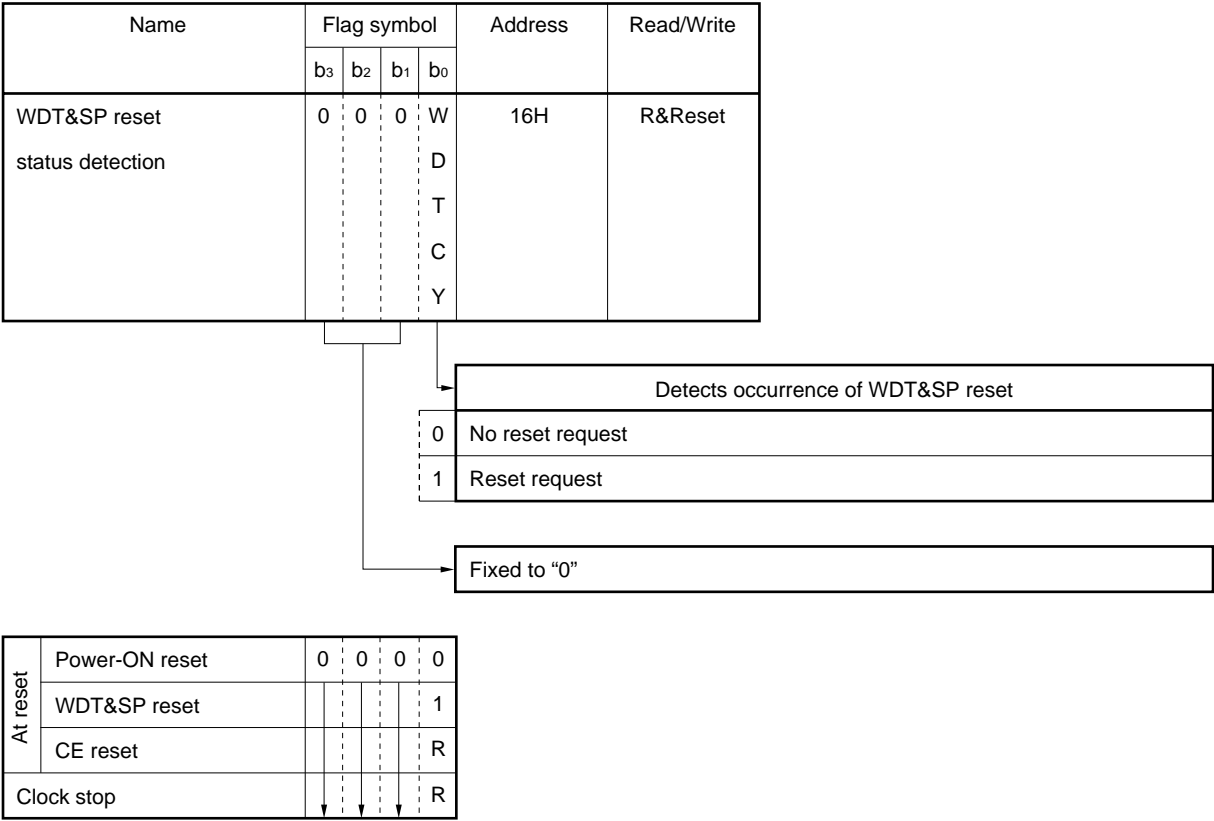 Name Flag symbol Address Read/Write
b3 b2 b1 b0
WDT&SP reset 0 0 0 W 16H R&Reset
status detection D
T
C
Y
Detects occurrence of WDT&SP reset
0 No reset request
1 Reset request
Fixed to “0”
At reset
Power-ON reset 0 0 0 0
WDT&SP reset 1
CE reset R
Clock stop R